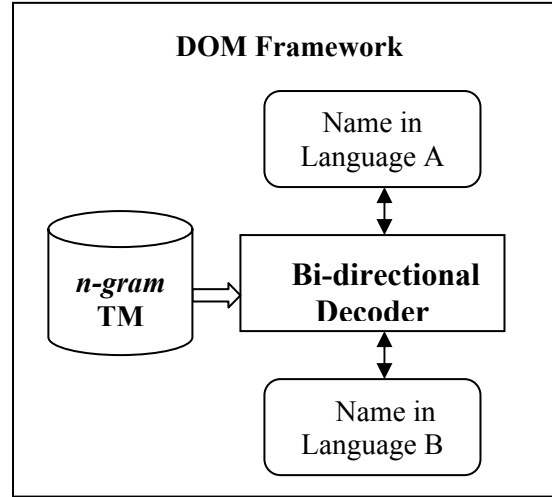 DOM Framework
Name in
Language A
n-gram
TM
Bi-directional
Decoder
Name in
Language B